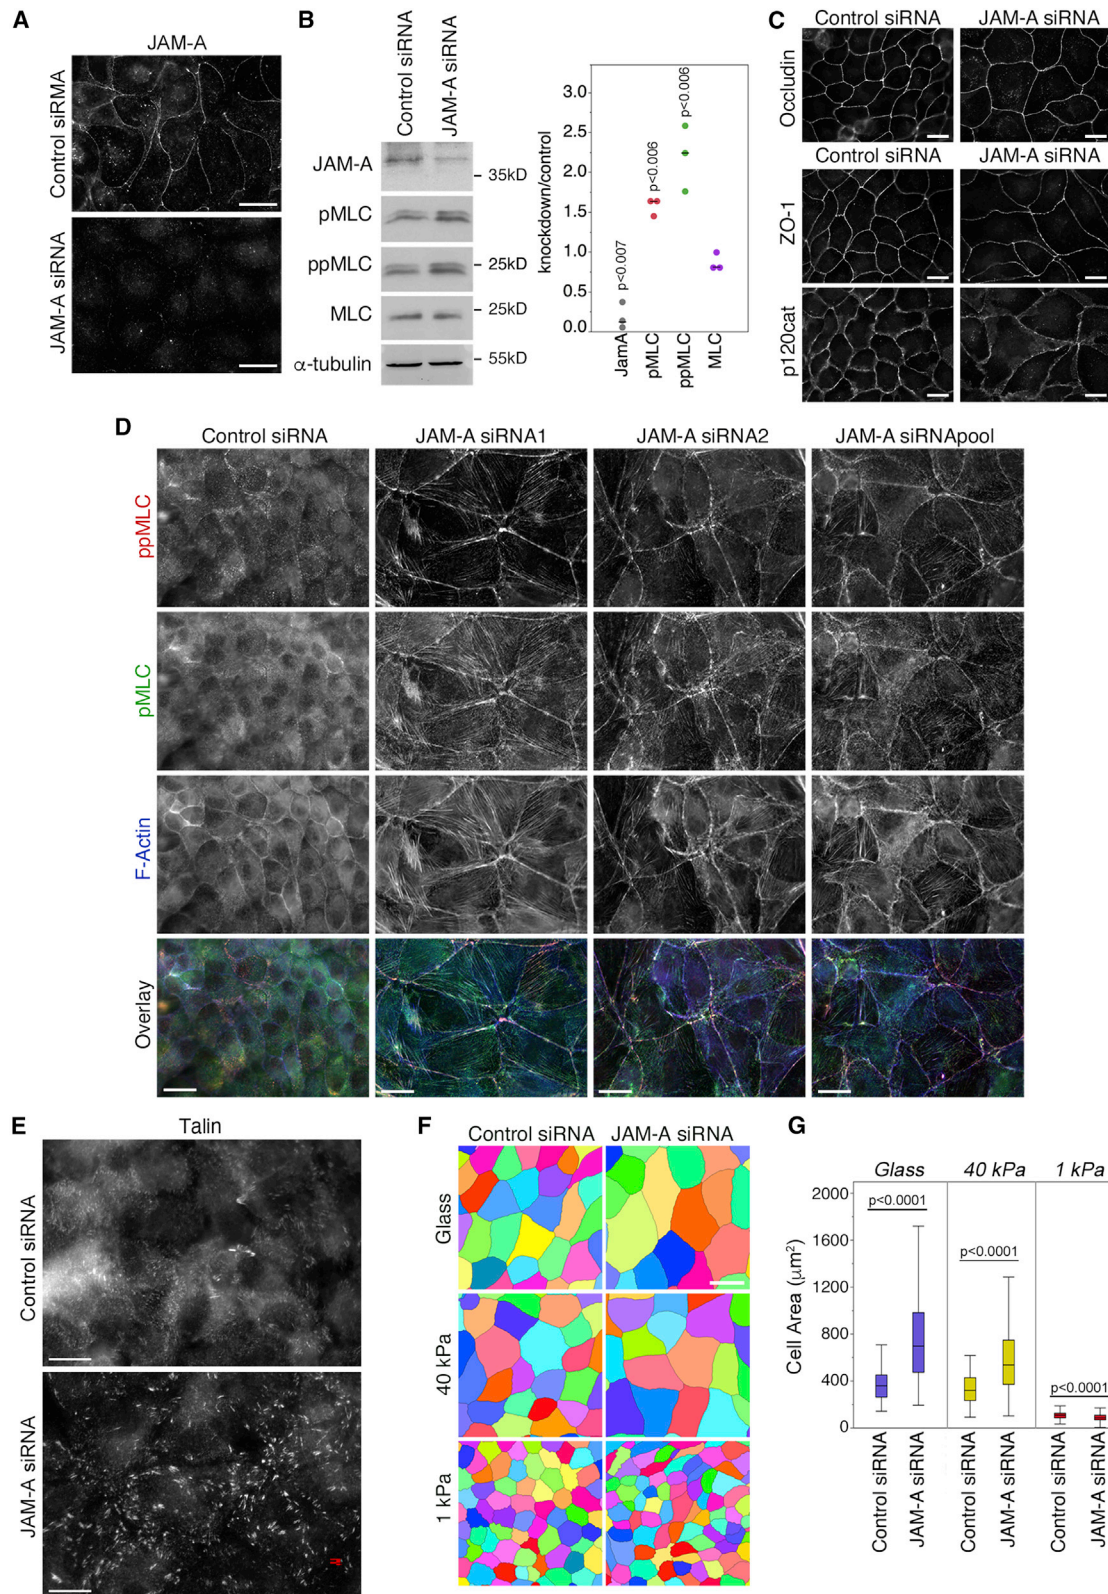 A
JAM-A
Control siRMA
JAM-A siRNA
B
Control siRNA
JAM-A siRNA
JAM-A
35kD
pMLC
ppMLC
25kD
MLC
25kD
α-tubulin
55kD
knockdown/control
3.0
2.5
2.0
1.5
1.0
0.5
0.0
p<0.007
p<0.006
p<0.006
JamA
pMLC
ppMLC
MLC
C
Control siRNA
JAM-A siRNA
Occludin
Control siRNA
JAM-A siRNA
ZO-1
p120cat
D
Control siRNA
JAM-A siRNA1
JAM-A siRNA2
JAM-A siRNApool
ppMLC
pMLC
F-Actin
Overlay
E
Talin
Control siRNA
JAM-A siRNA
F
Control siRNA
JAM-A siRNA
Glass
40 kPa
1 kPa
G
Glass
40 kPa
1 kPa
Cell Area (μm²)
2000
1600
1200
800
400
0
p<0.0001
p<0.0001
p<0.0001
Control siRNA
JAM-A siRNA
Control siRNA
JAM-A siRNA
Control siRNA
JAM-A siRNA